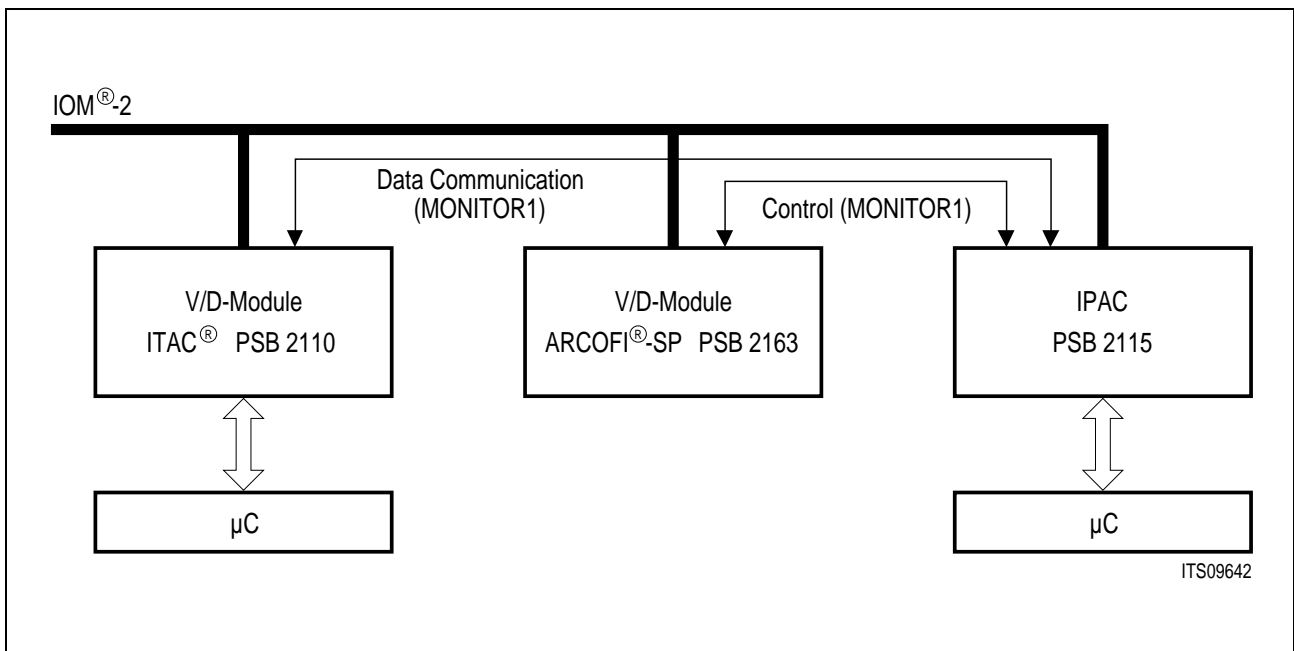 IOM®-2
Data Communication
(MONITOR1)
Control (MONITOR1)
V/D-Module
ITAC® PSB 2110
V/D-Module
ARCOFI®-SP PSB 2163
IPAC
PSB 2115
µC
µC
ITS09642